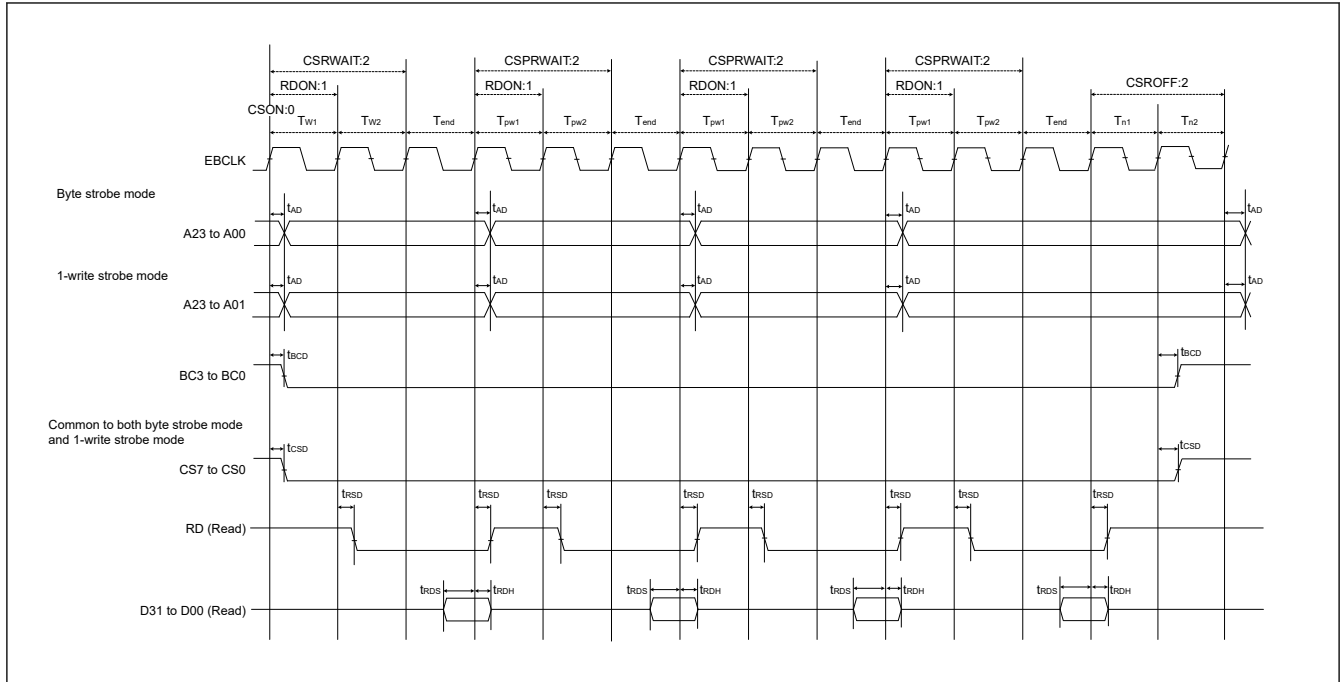 CSRWAIT:2 CSPRWAIT:2 CSPRWAIT:2 CSPRWAIT:2
RDON:1 RDON:1 RDON:1 RDON:1 CSROFF:2
CSON:0
TW1 TW2 Tend Tpw1 Tpw2 Tend Tpw1 Tpw2 Tend Tpw1 Tpw2 Tend Tn1 Tn2
EBCLK
Byte strobe mode
tAD tAD tAD tAD tAD
A23 to A00
1-write strobe mode
tAD tAD tAD tAD tAD
A23 to A01
tBCD tBCD
BC3 to BC0
Common to both byte strobe mode
and 1-write strobe mode
tCSD tCSD
CS7 to CS0
tRSD tRSD tRSD tRSD tRSD tRSD tRSD tRSD
RD (Read)
tRDS tRDH tRDS tRDH tRDS tRDH tRDS tRDH
D31 to D00 (Read)